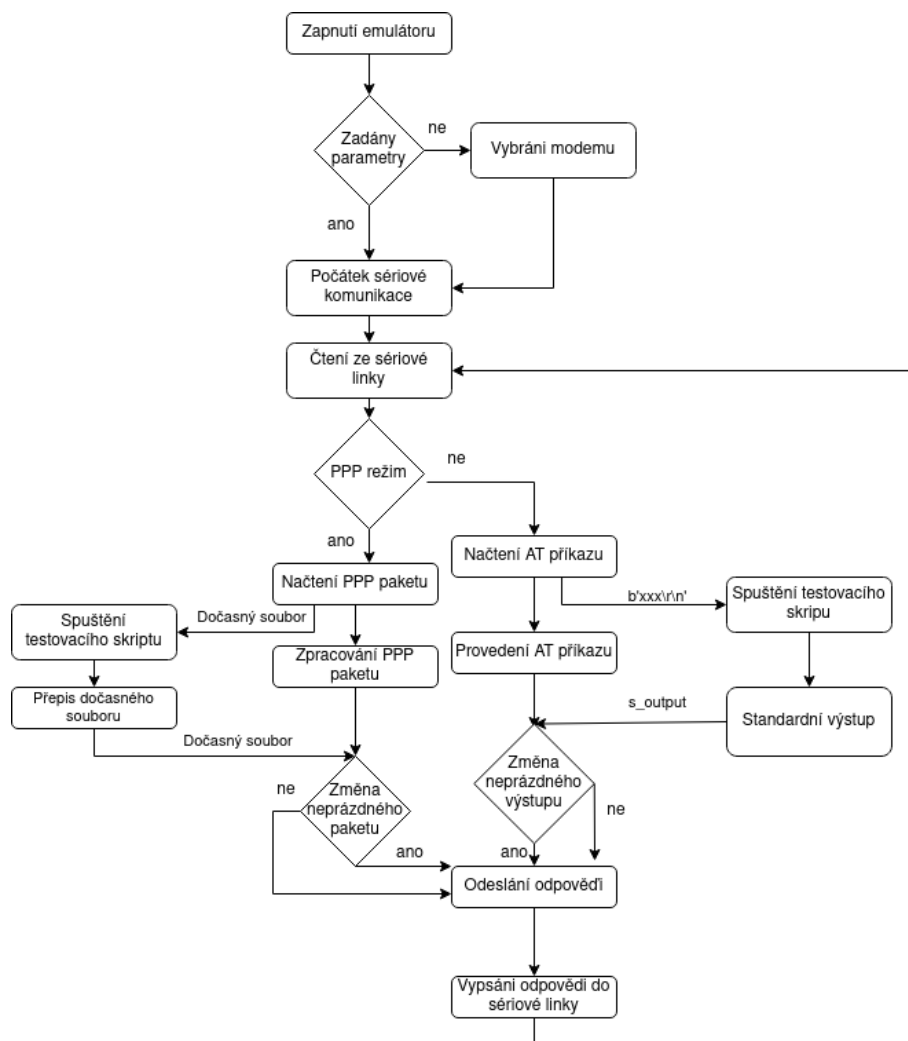 Zapnutí emulátoru
Zadány
parametry
ne
Vybráni modemu
ano
Počátek sériové
komunikace
Čtení ze sériové
linky
PPP režim
ne
ano
Načtení AT příkazu
Načtení PPP paketu
b'xxx\r\n'
Spuštění testovacího
skripu
Dočasný soubor
Spuštění
testovacího skriptu
Zpracování PPP
paketu
Provedení AT příkazu
Přepis dočasného
souboru
s_output
Standardní výstup
Dočasný soubor
Změna
neprázdného
výstupu
ne
Změna
neprázdného
paketu
ne
ano
ano
Odeslání odpověďi
Vypsáni odpovědi do
sériové linky